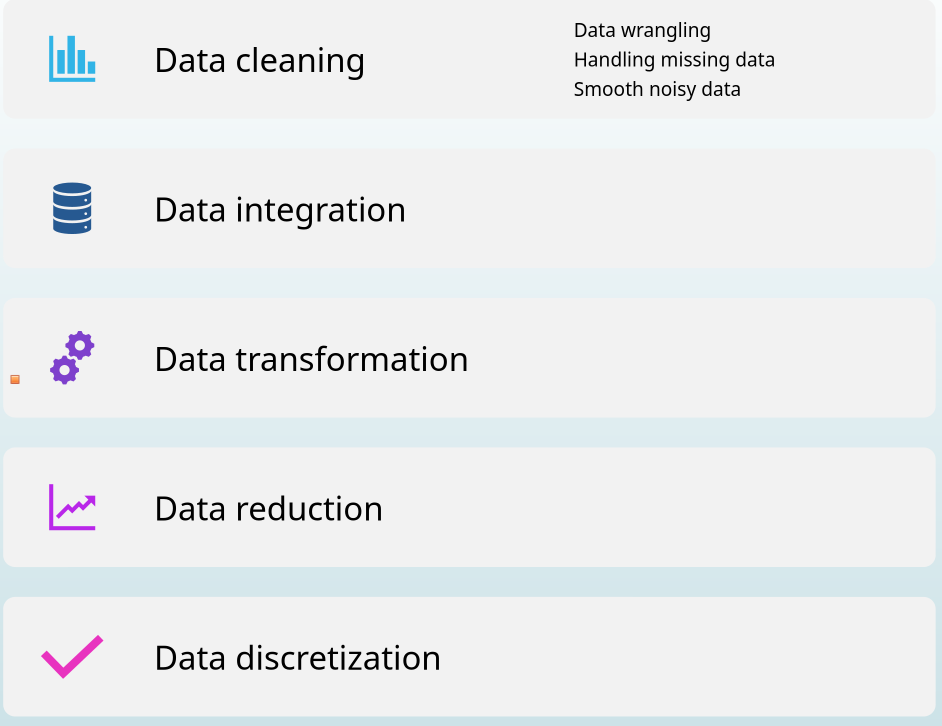 Data cleaning
Data wrangling
Handling missing data
Smooth noisy data
Data integration
Data transformation
Data reduction
Data discretization